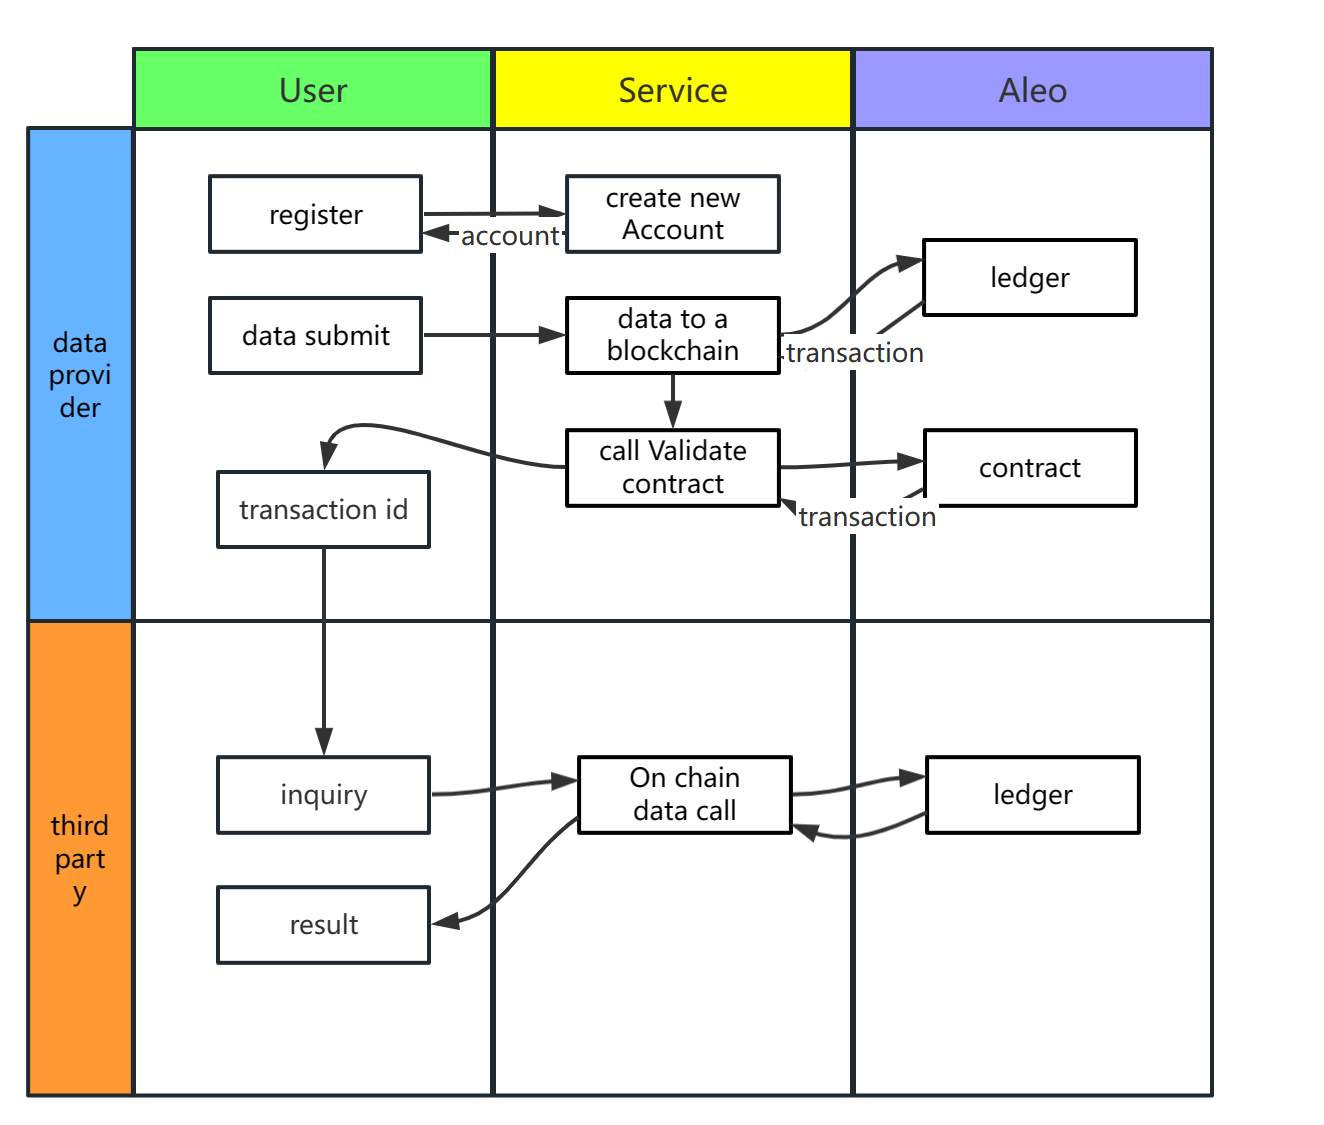 User
Service
Aleo
data
provi
der
register
create new
Account
account
ledger
data submit
data to a
blockchain
transaction
call Validate
contract
contract
transaction id
transaction
third
part
y
inquiry
On chain
data call
ledger
result